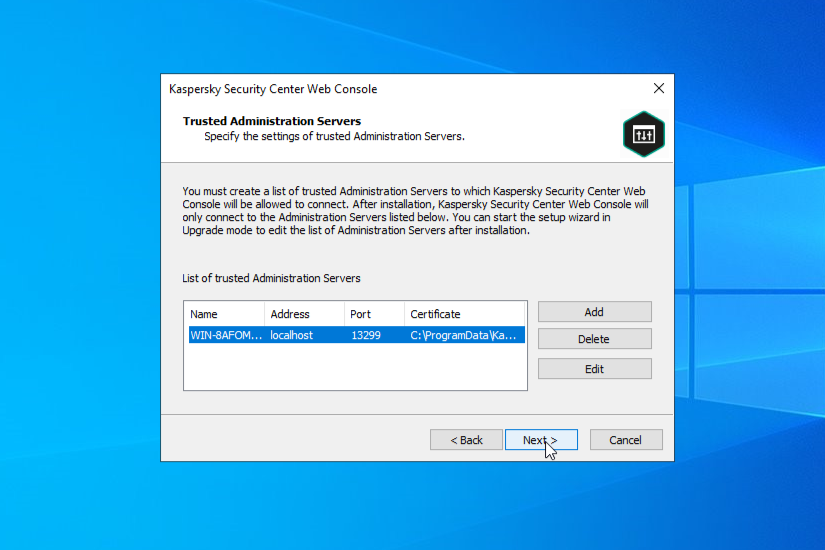 Kaspersky Security Center Web Console
Trusted Administration Servers
Specify the settings of trusted Administration Servers.
You must create a list of trusted Administration Servers to which Kaspersky Security Center Web
Console will be allowed to connect. After installation, Kaspersky Security Center Web Console will
only connect to the Administration Servers listed below. You can start the setup wizard in
Upgrade mode to edit the list of Administration Servers after installation.
List of trusted Administration Servers
Name Address Port Certificate
WIN-8AFOM... localhost 13299 C:\ProgramData\Ka...
Add
Delete
Edit
< Back Next > Cancel